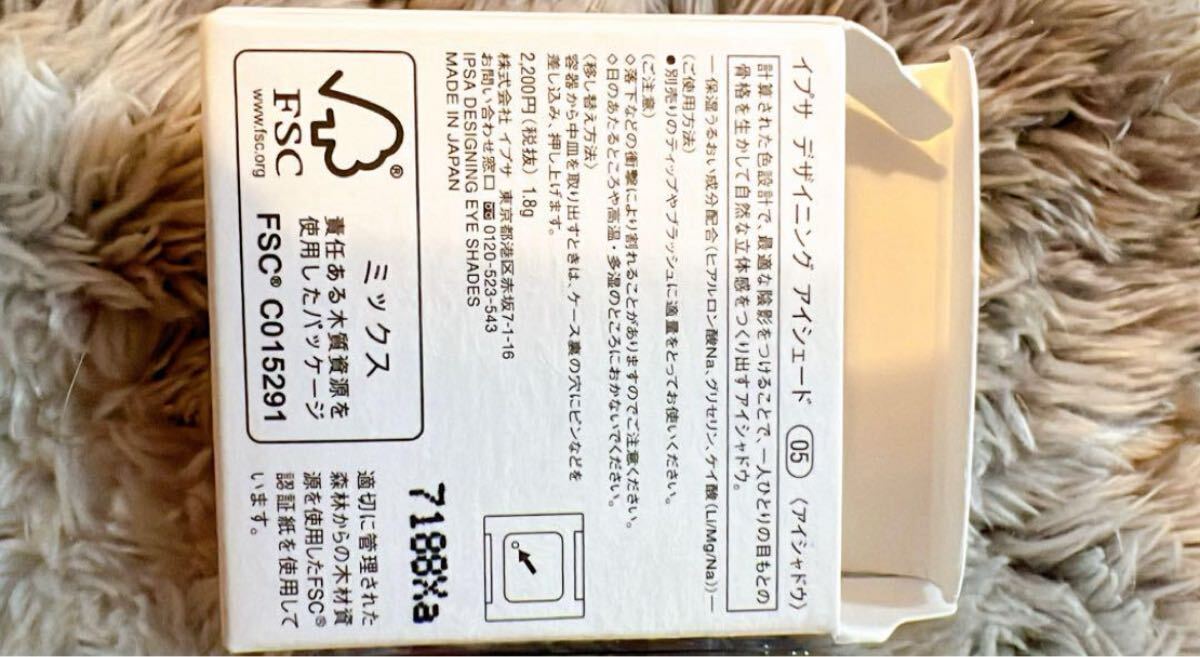 イプサ デザイニング アイシェード 05 〈アイシャドウ〉
計算された色設計で、最適な陰影をつけることで、一人ひとりの目もとの
骨格を生かして自然な立体感をつくり出すアイシャドウ。
―保湿うるおい成分配合(ヒアルロン酸Na、グリセリン、ケイ酸(Li/Mg/Na))―
〈ご使用方法〉
●別売りのティップやブラッシュに適量をとってお使いください。
〈ご注意〉
◇落下などの衝撃により割れることがありますのでご注意ください。
◇日のあたるところや高温・多湿のところにおかないでください。
〈移し替え方法〉
容器から中皿を取り出すときは、ケース裏の穴にピンなどを
差し込み、押し上げます。
2,200円(税抜) 1.8g
株式会社 イプサ 東京都港区赤坂7-1-16
お問い合わせ窓口 0120-523-543
IPSA DESIGNING EYE SHADES
MADE IN JAPAN
®
FSC
www.fsc.org
ミックス
責任ある木質資源を
使用したパッケージ
FSC® C015291
7188Xa
適切に管理された
森林からの木材資
源を使用したFSC®
認証紙を使用して
います。